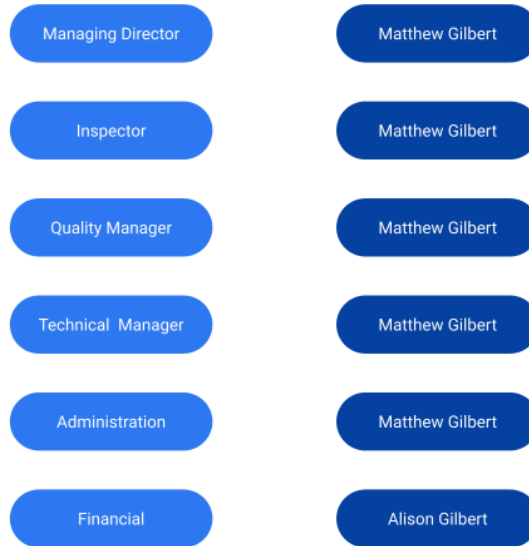 Managing Director Matthew Gilbert
Inspector Matthew Gilbert
Quality Manager Matthew Gilbert
Technical  Manager Matthew Gilbert
Administration Matthew Gilbert
Financial Alison Gilbert